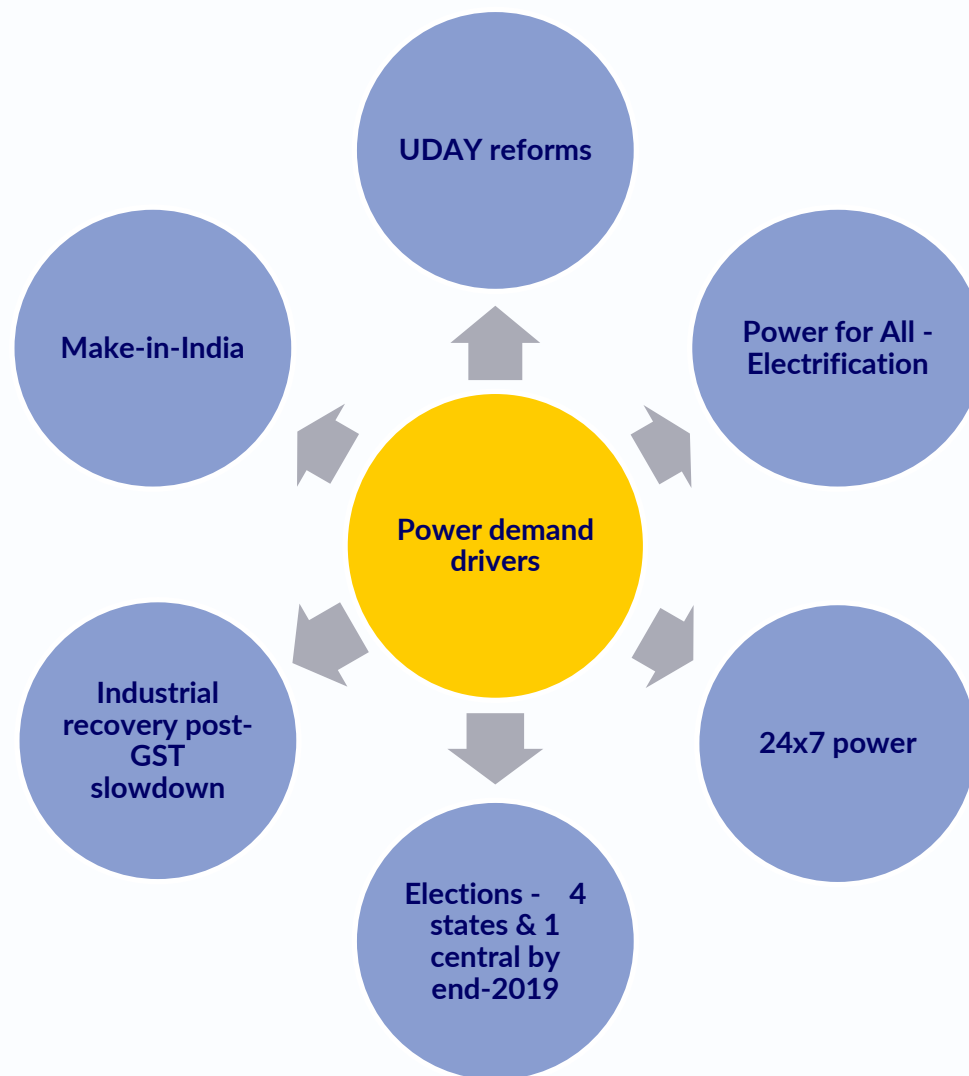 UDAY reforms
Make-in-India
Power for All -
Electrification
Power demand
drivers
Industrial
recovery post-
GST
slowdown
24x7 power
Elections - 4
states & 1
central by
end-2019